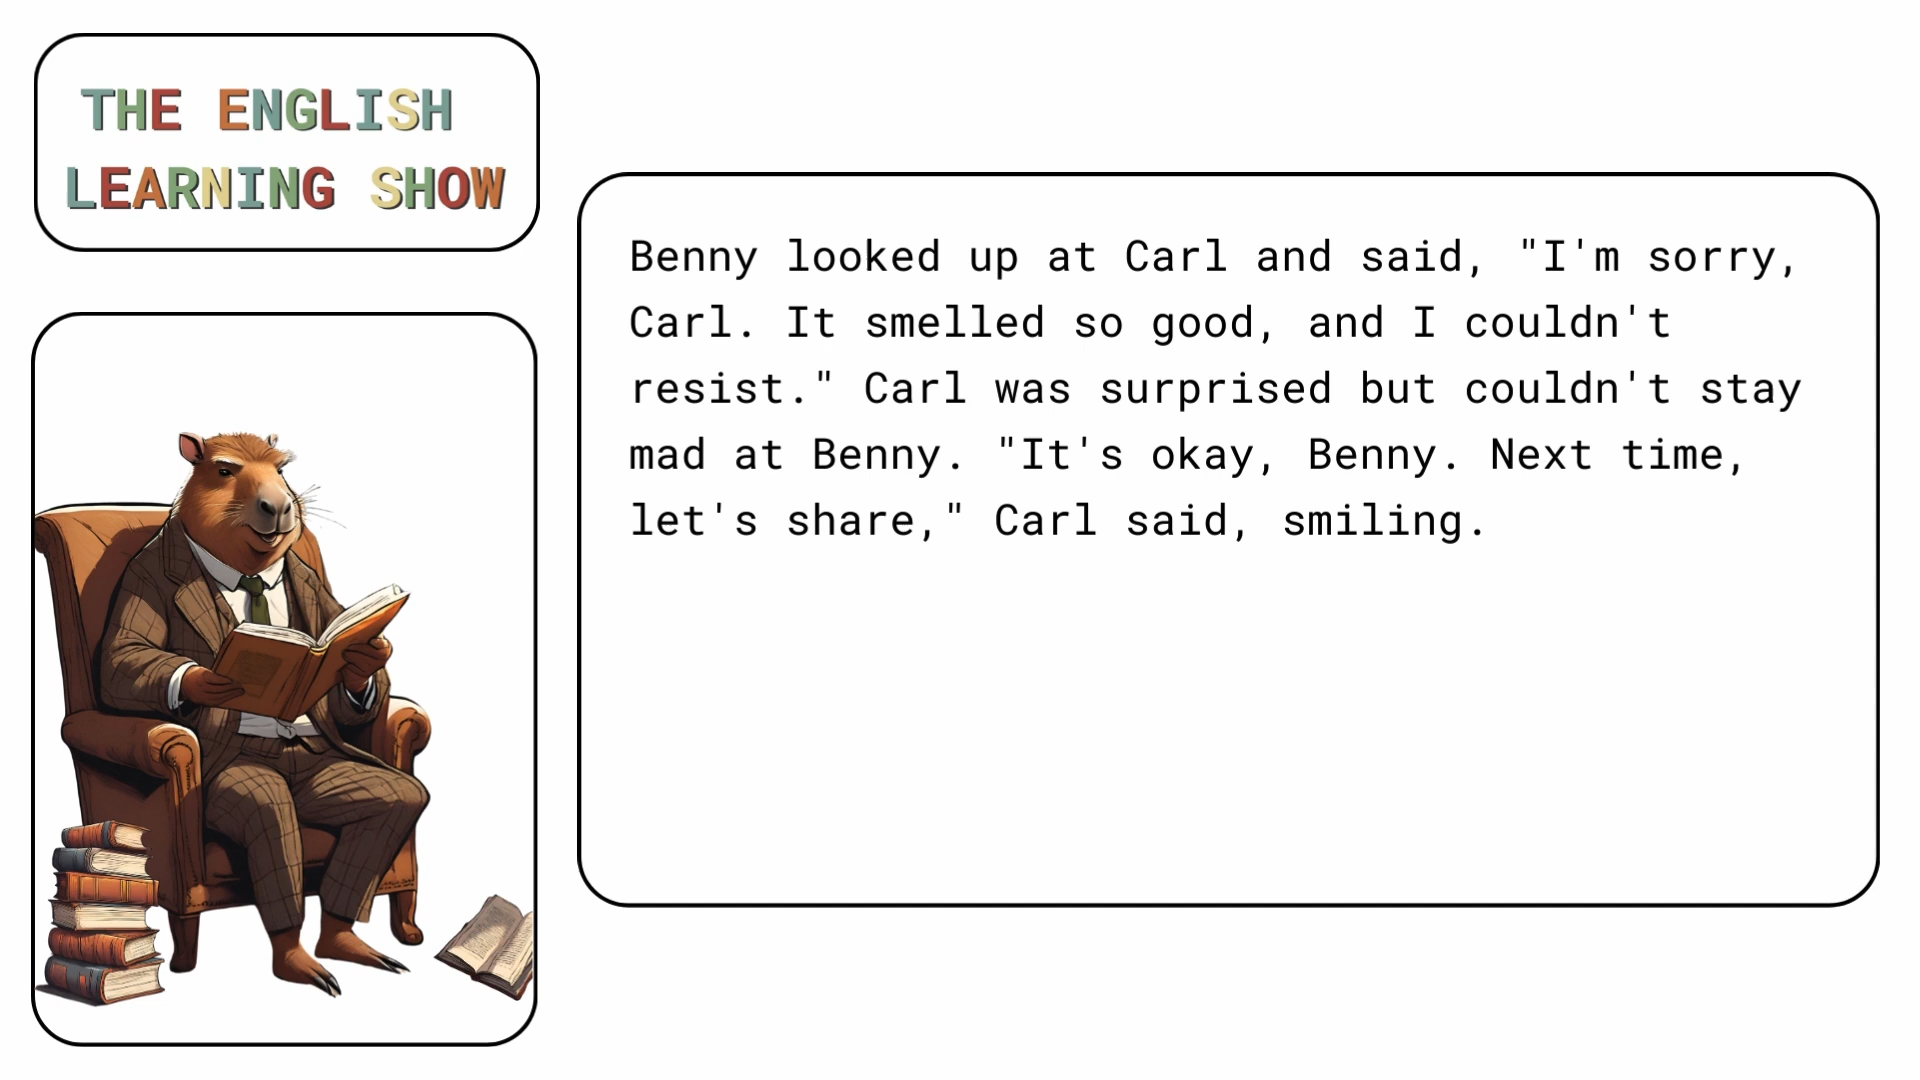 THE ENGLISH
LEARNING SHOW
Benny looked up at Carl and said, "I'm sorry,
Carl. It smelled so good, and I couldn't
resist." Carl was surprised but couldn't stay
mad at Benny. "It's okay, Benny. Next time,
let's share," Carl said, smiling.